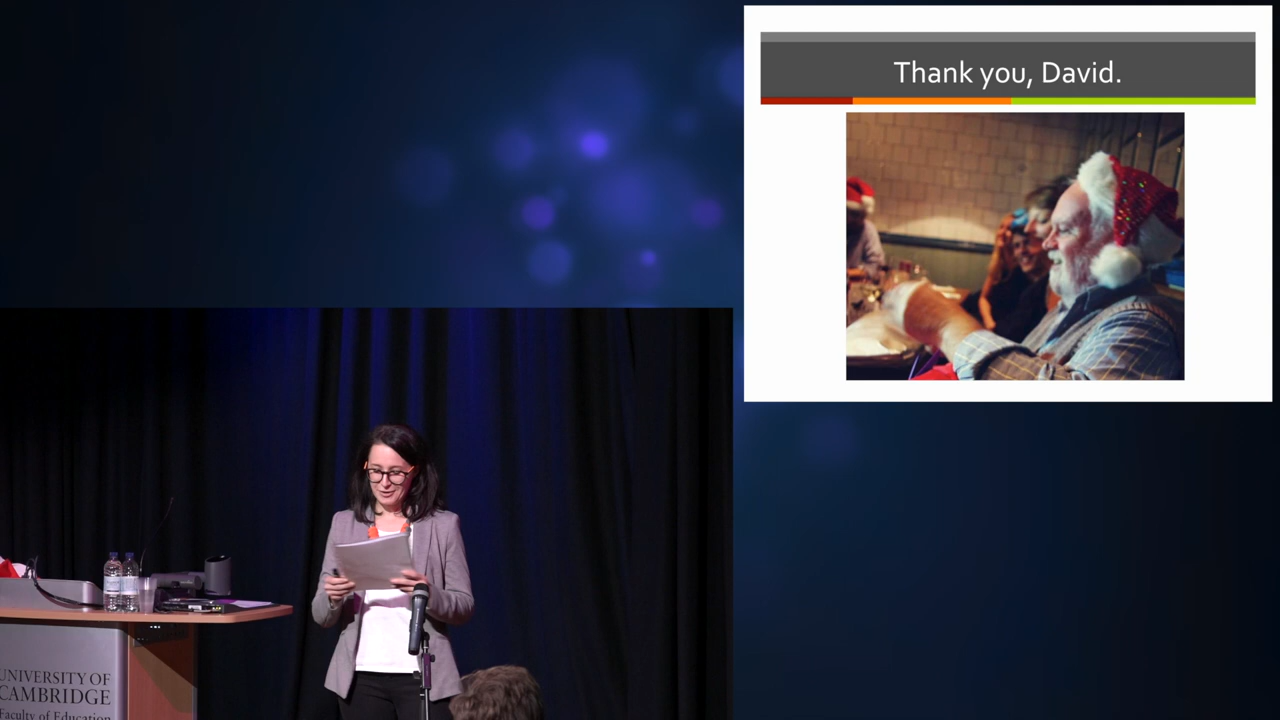 Thank you, David.
UNIVERSITY OF
CAMBRIDGE
Faculty of Education